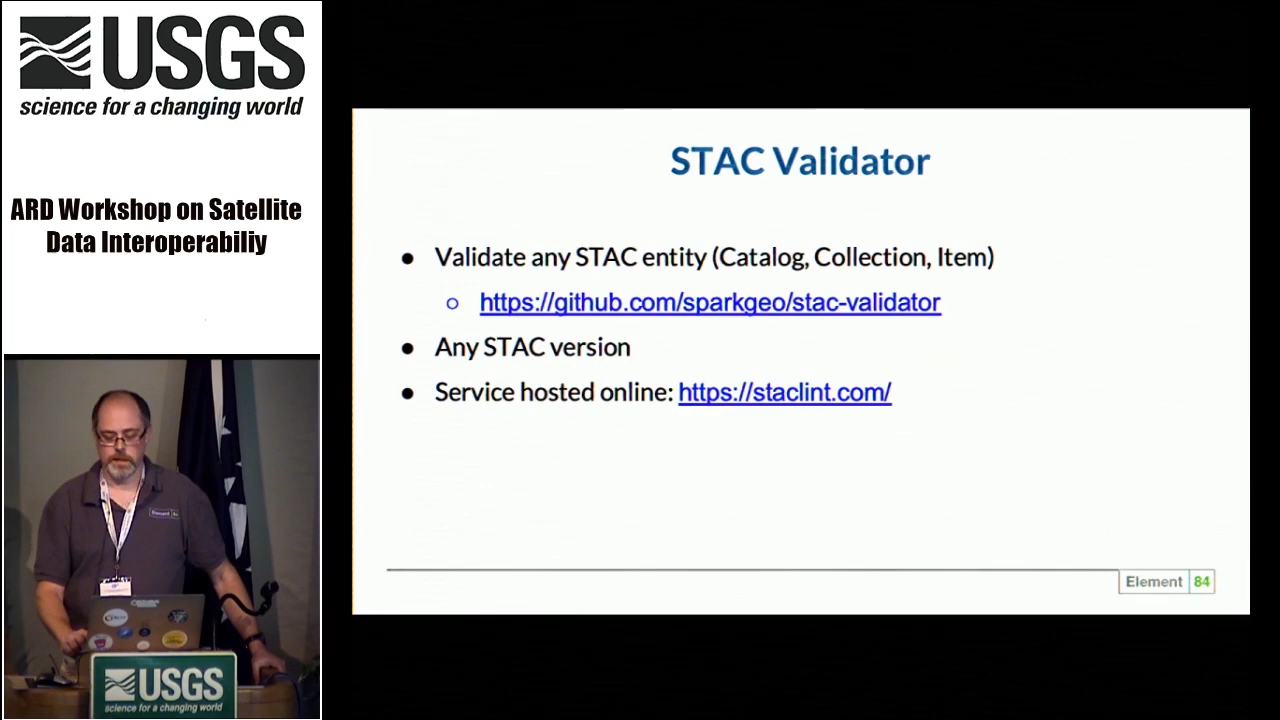 USGS
science for a changing world
ARD Workshop on Satellite
Data Interoperabiliy
STAC Validator
● Validate any STAC entity (Catalog, Collection, Item)
○ https://github.com/sparkgeo/stac-validator
● Any STAC version
● Service hosted online: https://staclint.com/
Element 84
Element 84
USGS
science for a changing world